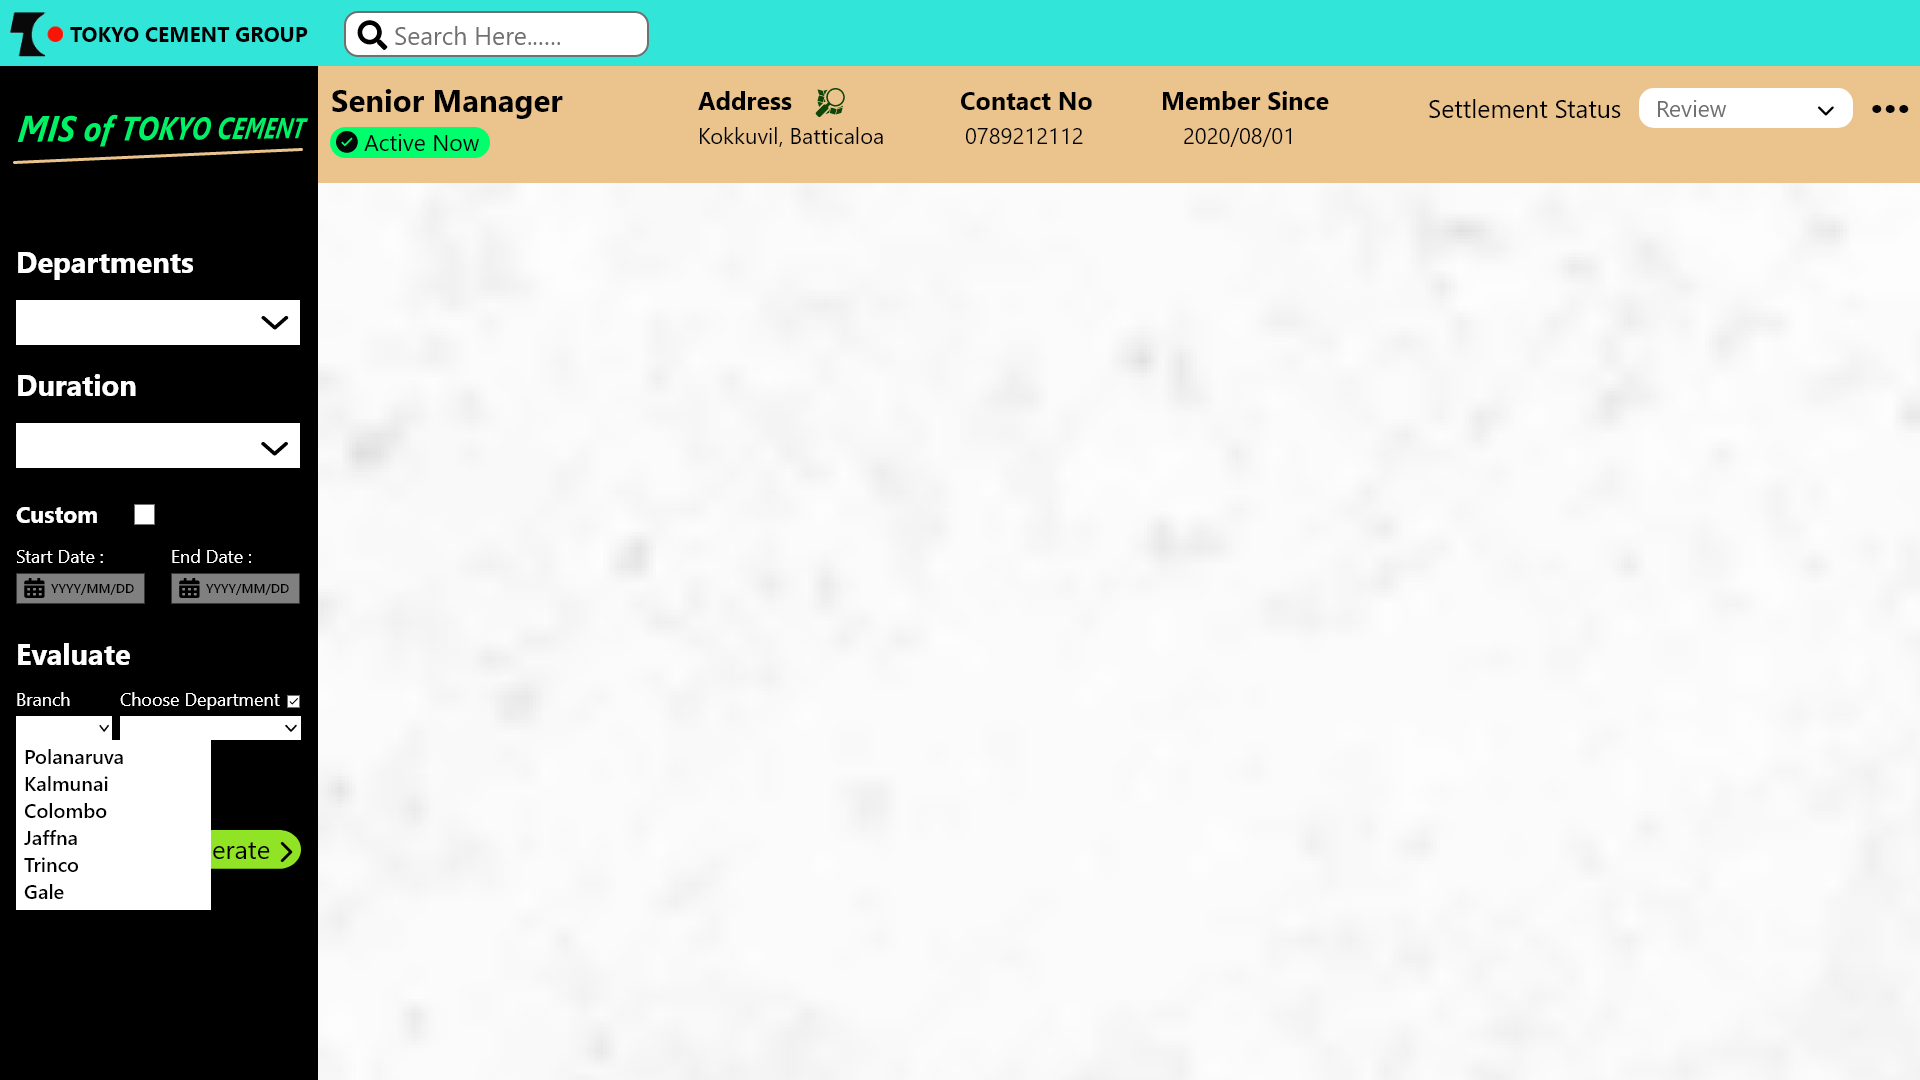 TOKYO CEMENT GROUP
Search Here......
MIS of TOKYO CEMENT
Senior Manager
Active Now
Address
Kokkuvil, Batticaloa
Contact No
0789212112
Member Since
2020/08/01
Settlement Status
Review
Departments
Duration
Custom
Start Date :
End Date :
YYYY/MM/DD
YYYY/MM/DD
Evaluate
Branch
Choose Department
Polanaruva
Kalmunai
Colombo
Jaffna
Trinco
Gale
erate